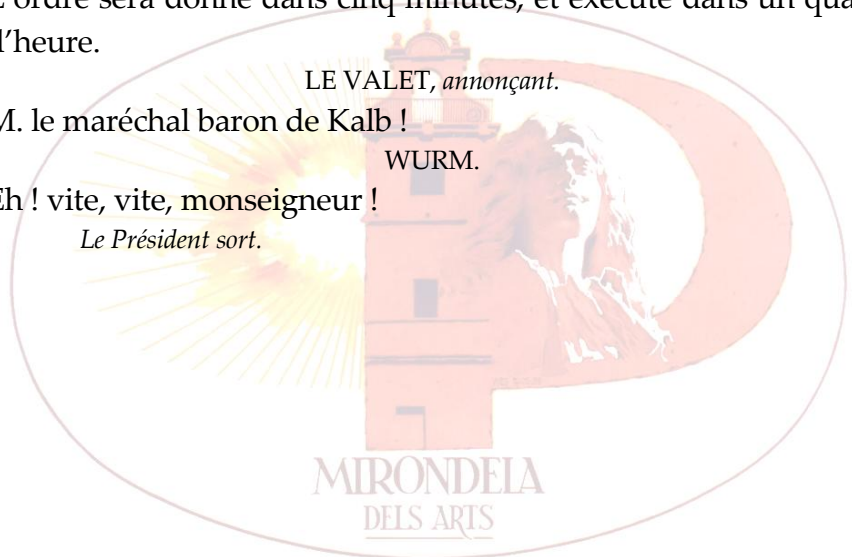 L’ordre sera donné dans cinq minutes, et exécuté dans un
l’heure.
LE VALET, annonçant.
M. le maréchal baron de Kalb !
WURM.
Eh ! vite, vite, monseigneur !
Le Président sort.
MIRONDELA
DELS ARTS